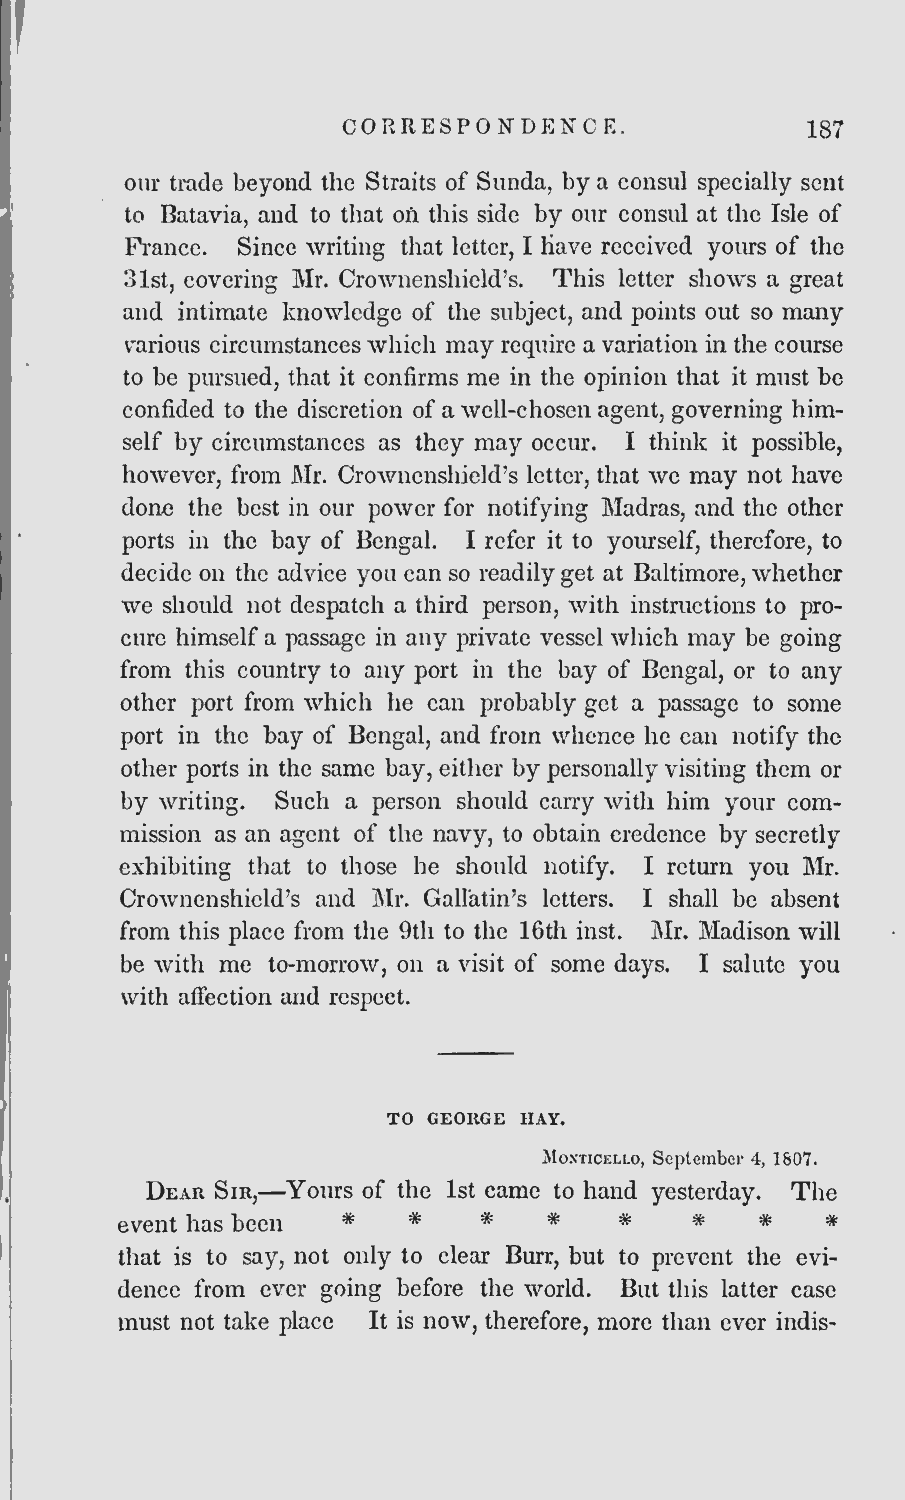 CORRESPONDENCE. 187
our trade beyond the Straits of Sunda, by a consul specially sent
to Batavia, and to that on this side by our consul at the Isle of
France. Since writing that letter, I have received yours of the
31st, covering Mr. Crownenshield's. This letter shows a great
and intimate knowledge of the subject, and points out so many
various circumstances which may require a variation in the course
to be pursued, that it confirms me in the opinion that it must be
confided to the discretion of a well-chosen agent, governing him-
self by circumstances as they may occur. I think it possible,
however, from Mr. Crownenshield's letter, that we may not have
done the best in our power for notifying Madras, and the other
ports in the bay of Bengal. I refer it to yourself, therefore, to
decide on the advice you can so readily get at Baltimore, whether
we should not despatch a third person, with instructions to pro-
cure himself a passage in any private vessel which may be going
from this country to any port in the bay of Bengal, or to any
other port from which he can probably get a passage to some
port in the bay of Bengal, and from whence he can notify the
other ports in the same bay, either by personally visiting them or
by writing. Such a person should carry with him your com-
mission as an agent of the navy, to obtain credence by secretly
exhibiting that to those he should notify. I return you Mr.
Crownenshield's and Mr. Gallatin's letters. I shall be absent
from this place from the 9th to the 16th inst. Mr. Madison will
be with me to-morrow, on a visit of some days. I salute you
with affection and respect.
TO GEORGE HAY.
Monticello, September 4, 1807.
Dear Sir,—Yours of the 1st came to hand yesterday. The
event has been * * * * * * * *
that is to say, not only to clear Burr, but to prevent the evi-
dence from ever going before the world. But this latter case
must not take place It is now, therefore, more than ever indis-